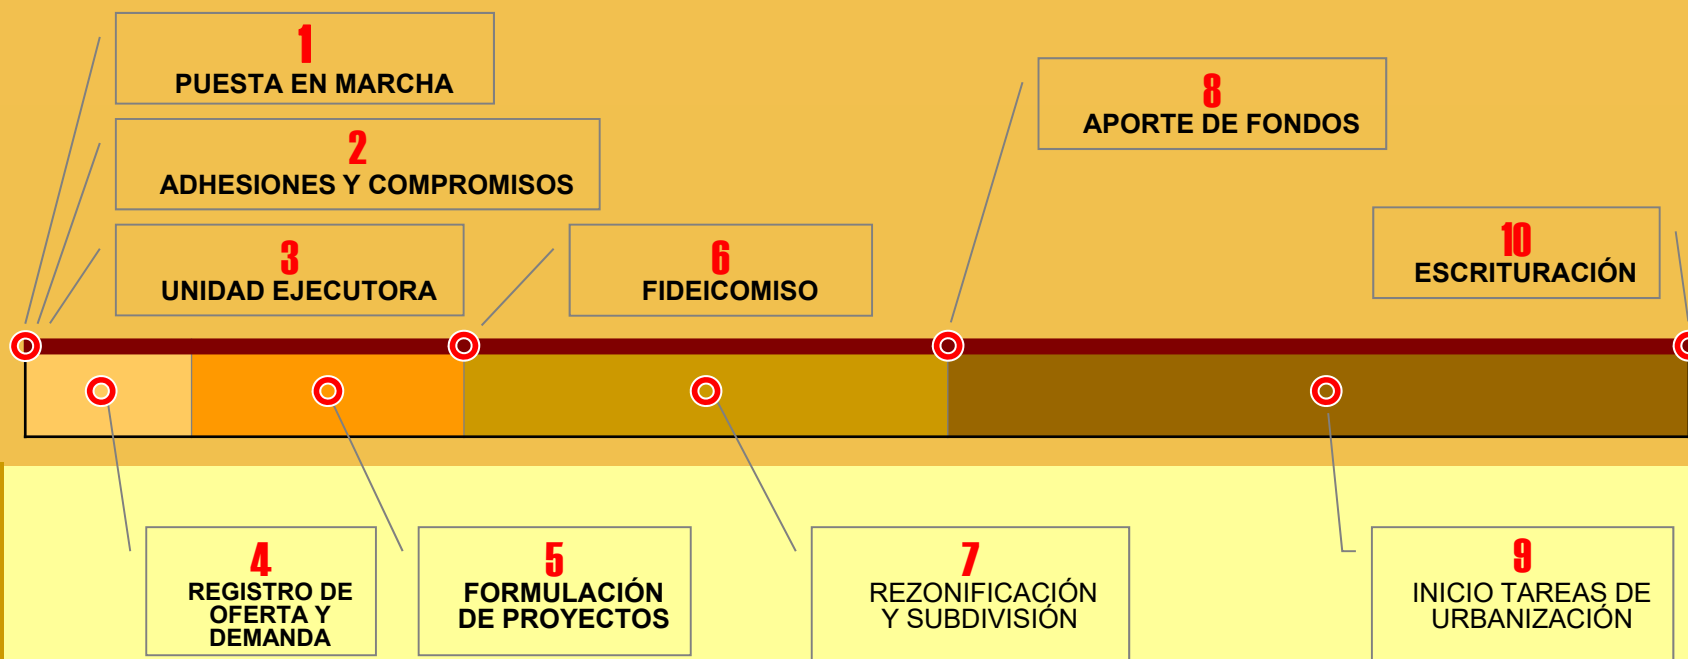 1
PUESTA EN MARCHA
2
ADHESIONES Y COMPROMISOS
3
UNIDAD EJECUTORA
6
FIDEICOMISO
8
APORTE DE FONDOS
10
ESCRITURACIÓN
4
REGISTRO DE
OFERTA Y
DEMANDA
5
FORMULACIÓN
DE PROYECTOS
7
REZONIFICACIÓN
Y SUBDIVISIÓN
9
INICIO TAREAS DE
URBANIZACIÓN